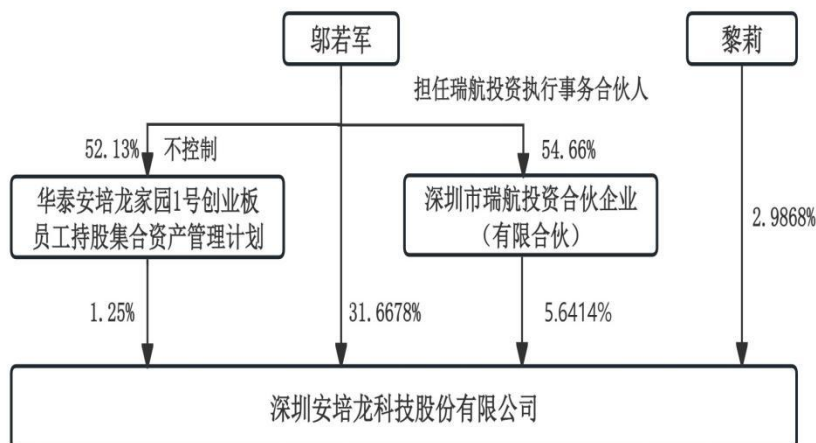 邬若军
黎莉
担任瑞航投资执行事务合伙人
52.13%
不控制
54.66%
华泰安培龙家园1号创业板
员工持股集合资产管理计划
深圳市瑞航投资合伙企业
（有限合伙）
2.9868%
1.25%
31.6678%
5.6414%
深圳安培龙科技股份有限公司